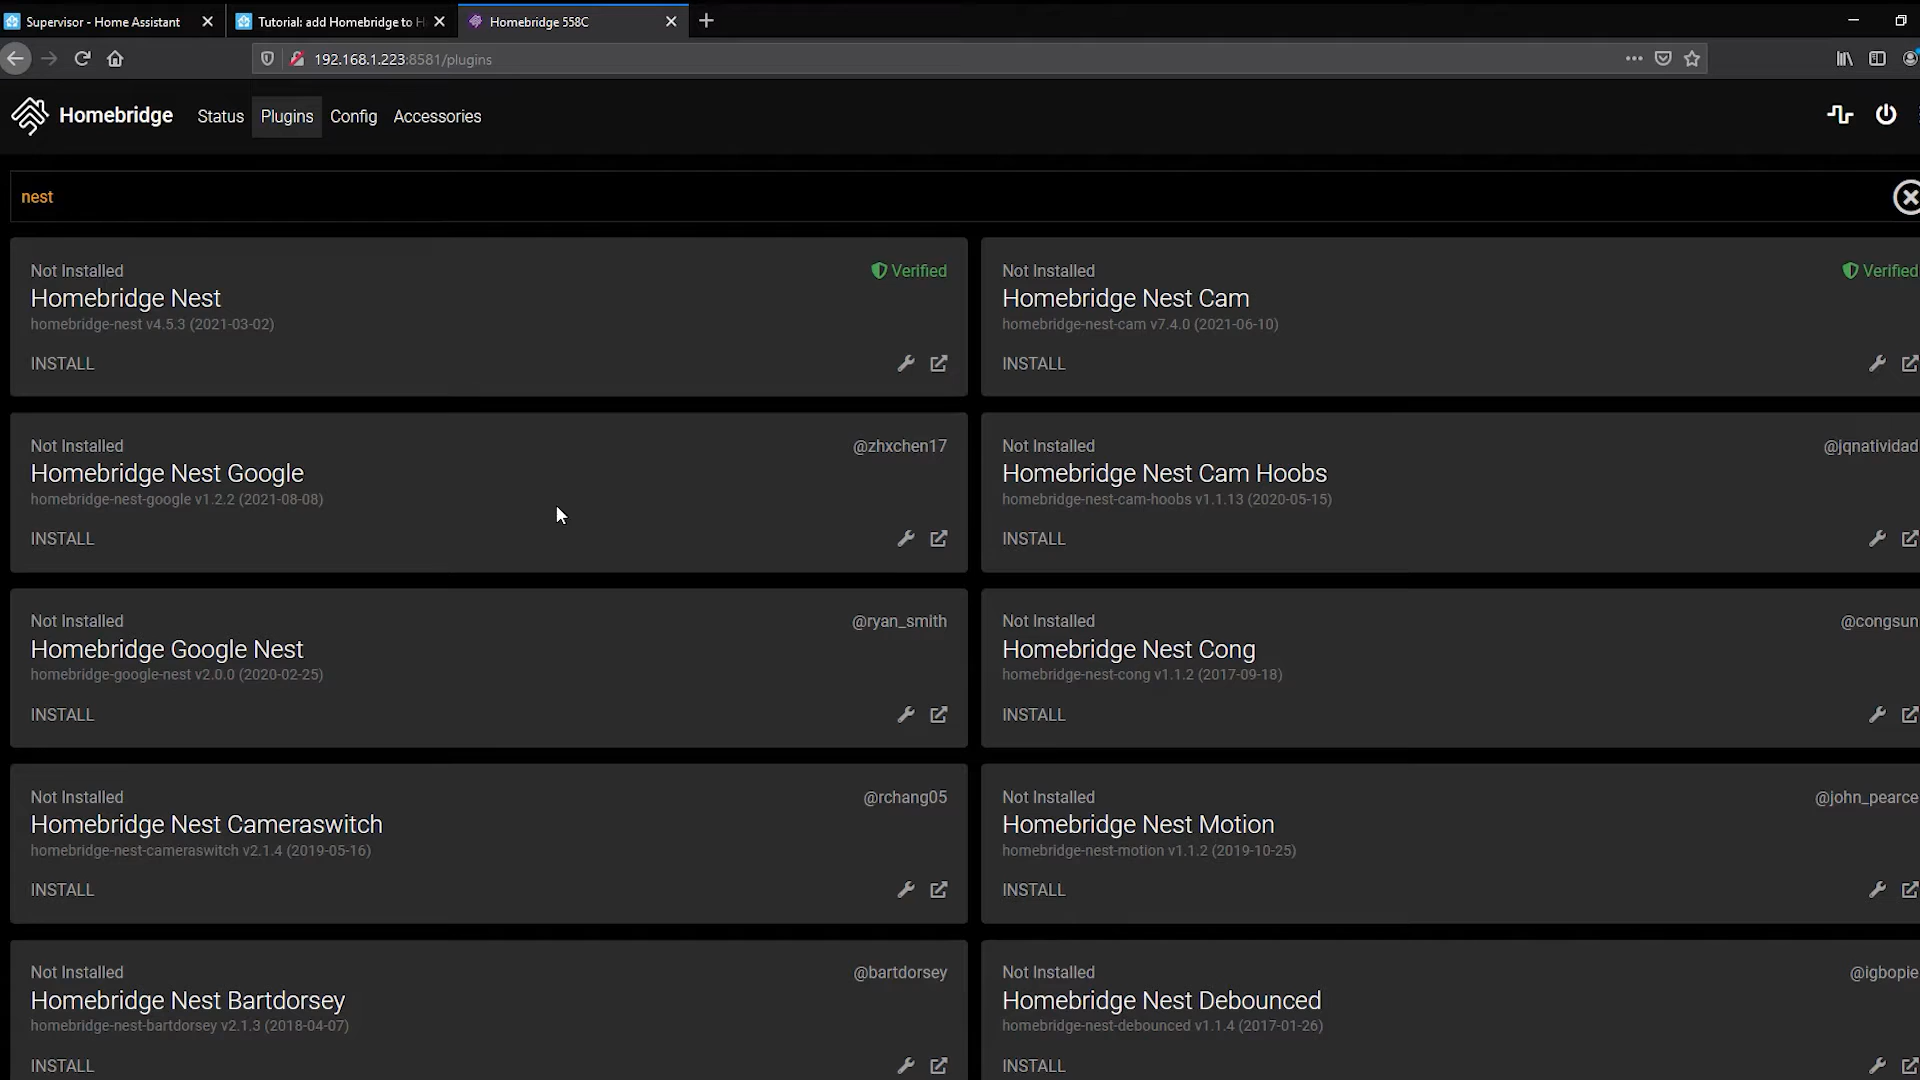 Supervisor - Home Assistant
Tutorial: add Homebridge to H
Homebridge 558C
192.168.1.223:8581/plugins
Homebridge
Status
Plugins
Config
Accessories
nest
Not Installed
Verified
Homebridge Nest
homebridge-nest v4.5.3 (2021-03-02)
INSTALL
Not Installed
Verified
Homebridge Nest Cam
homebridge-nest-cam v7.4.0 (2021-06-10)
INSTALL
Not Installed
@zhxchen17
Homebridge Nest Google
homebridge-nest-google v1.2.2 (2021-08-08)
INSTALL
Not Installed
@jqnatividad
Homebridge Nest Cam Hoobs
homebridge-nest-cam-hoobs v1.1.13 (2020-05-15)
INSTALL
Not Installed
@ryan_smith
Homebridge Google Nest
homebridge-google-nest v2.0.0 (2020-02-25)
INSTALL
Not Installed
@congsun
Homebridge Nest Cong
homebridge-nest-cong v1.1.2 (2017-09-18)
INSTALL
Not Installed
@rchang05
Homebridge Nest Cameraswitch
homebridge-nest-cameraswitch v2.1.4 (2019-05-16)
INSTALL
Not Installed
@john_pearce
Homebridge Nest Motion
homebridge-nest-motion v1.1.2 (2019-10-25)
INSTALL
Not Installed
@bartdorsey
Homebridge Nest Bartdorsey
homebridge-nest-bartdorsey v2.1.3 (2018-04-07)
INSTALL
Not Installed
@igbopie
Homebridge Nest Debounced
homebridge-nest-debounced v1.1.4 (2017-01-26)
INSTALL